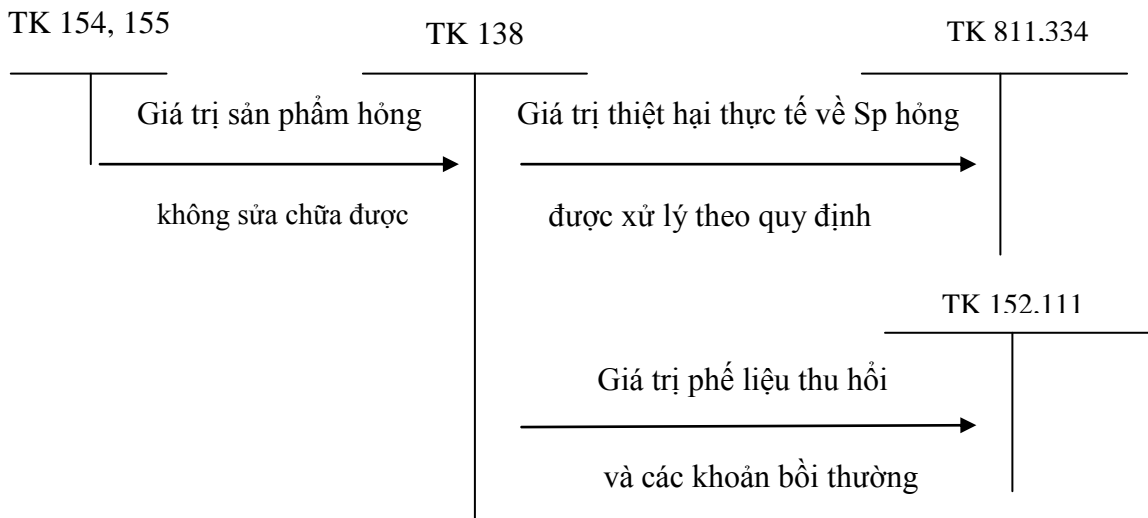 TK 154, 155
TK 138
TK 811.334
Giá trị sản phẩm hỏng
Giá trị thiệt hại thực tế về Sp hỏng
không sửa chữa được
được xử lý theo quy định
TK 152.111
Giá trị phế liệu thu hổi
và các khoản bồi thường